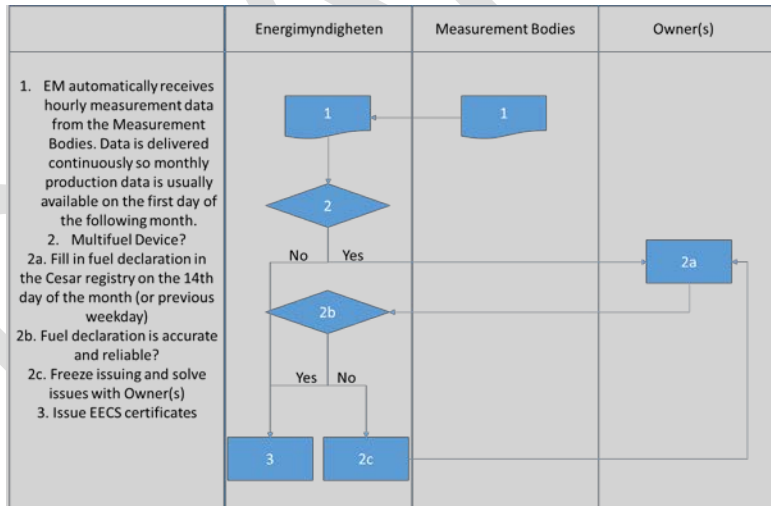 Energimyndigheten
Measurement Bodies
Owner(s)
1. EM automatically receives
hourly measurement data
from the Measurement
Bodies. Data is delivered
continuously so monthly
production data is usually
available on the first day of
the following month.
2. Multifuel Device?
2a. Fill in fuel declaration in
the Cesar registry on the 14th
day of the month (or previous
weekday)
2b. Fuel declaration is accurate
and reliable?
2c. Freeze issuing and solve
issues with Owner(s)
3. Issue EECS certificates
1
1
2
No
Yes
2a
2b
Yes
No
3
2c